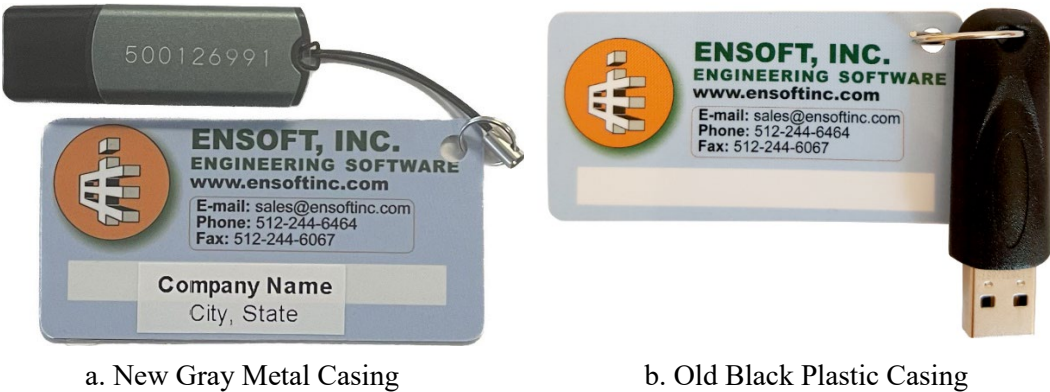 500126991
ENSOFT, INC.
ENGINEERING SOFTWARE
www.ensoftinc.com
E-mail: sales@ensoftinc.com
Phone: 512-244-6464
Fax: 512-244-6067
Company Name
City, State
a. New Gray Metal Casing
ENSOFT, INC.
ENGINEERING SOFTWARE
www.ensoftinc.com
E-mail: sales@ensoftinc.com
Phone: 512-244-6464
Fax: 512-244-6067
b. Old Black Plastic Casing